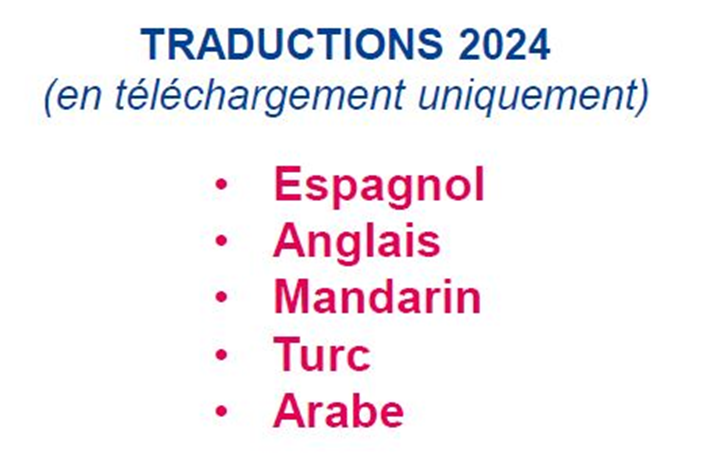 TRADUCTIONS 2024
(en téléchargement uniquement)
• Espagnol
• Anglais
• Mandarin
• Turc
• Arabe